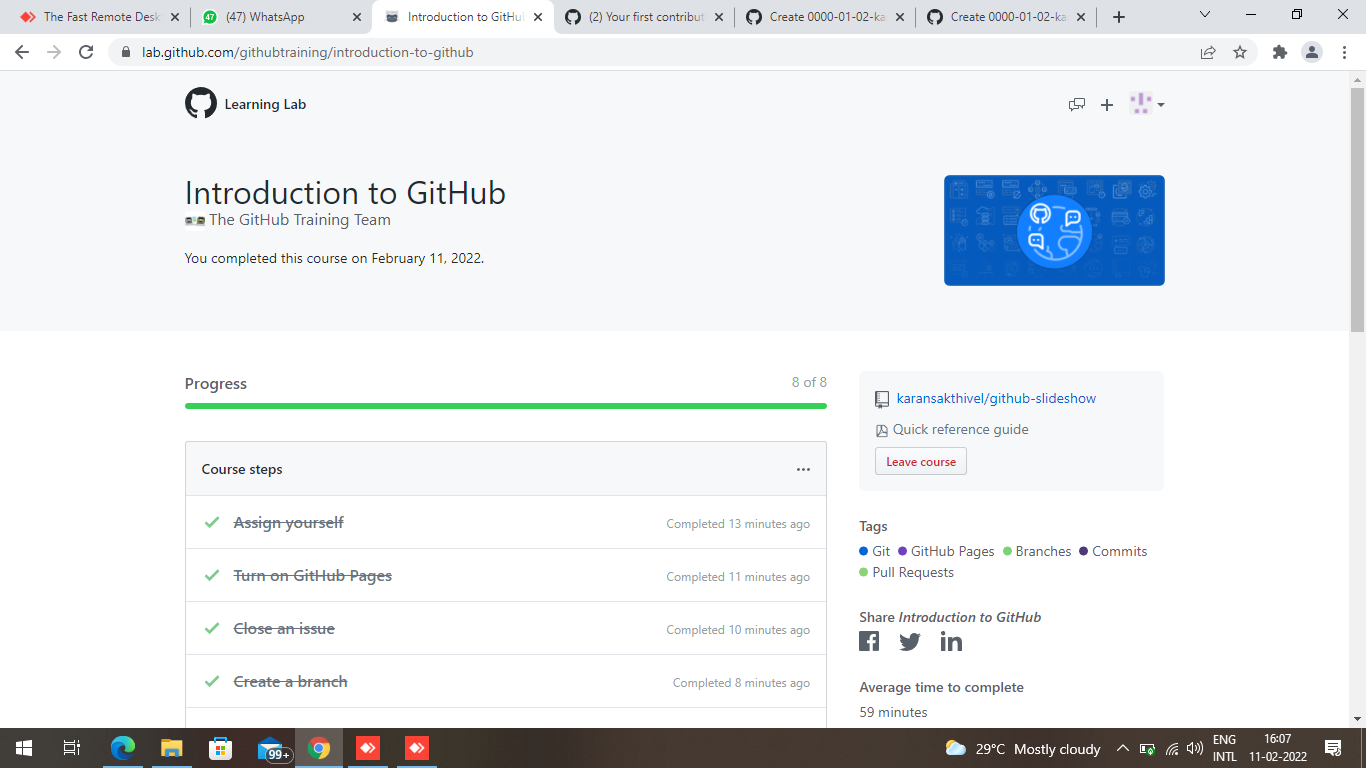 The Fast Remote Desk
(47) WhatsApp
Introduction to GitHu
(2) Your first contribut
Create 0000-01-02-ka
Create 0000-01-02-ka
lab.github.com/githubtraining/introduction-to-github
Learning Lab
Introduction to GitHub
The GitHub Training Team
You completed this course on February 11, 2022.
Progress
8 of 8
Course steps
Assign yourself
Completed 13 minutes ago
Turn on GitHub Pages
Completed 11 minutes ago
Close an issue
Completed 10 minutes ago
Create a branch
Completed 8 minutes ago
karansakthivel/github-slideshow
Quick reference guide
Leave course
Tags
Git GitHub Pages Branches Commits
Pull Requests
Share Introduction to GitHub
Average time to complete
59 minutes
99+
29°C Mostly cloudy
ENG
INTL
16:07
11-02-2022